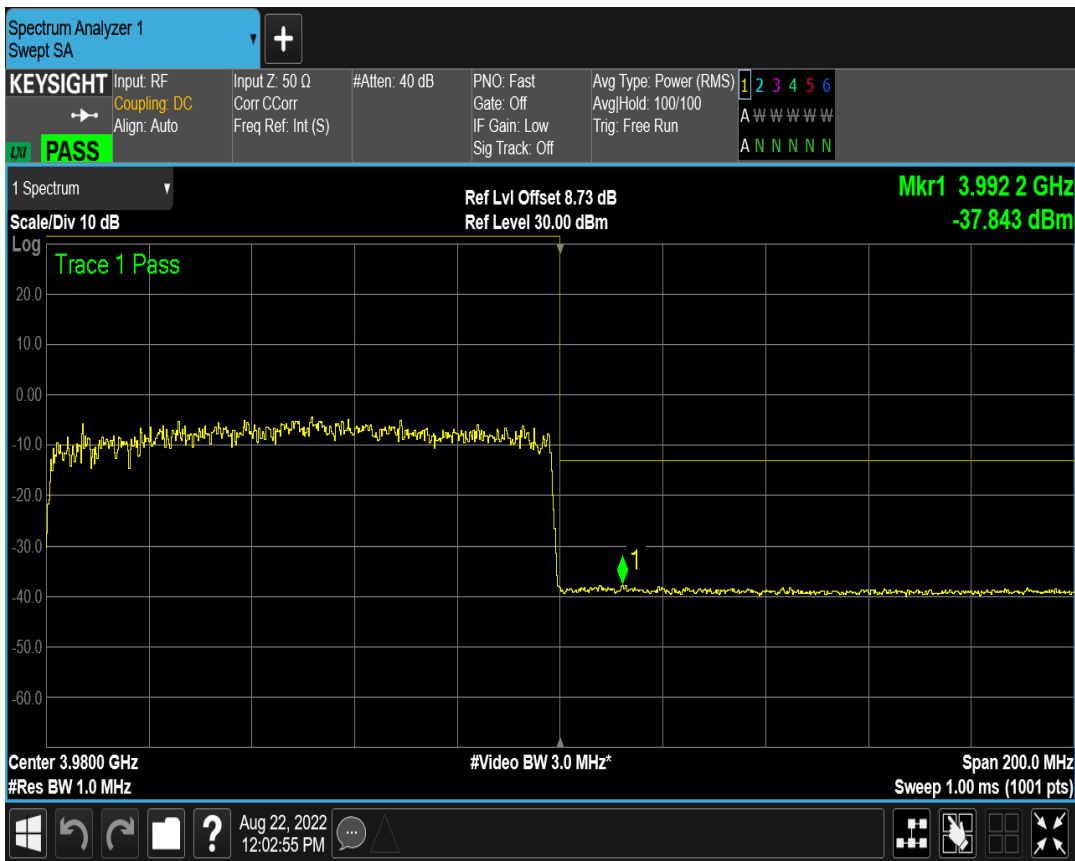 Spectrum Analyzer 1
Swept SA
+
KEYSIGHT
LXI PASS
Input: RF
Coupling: DC
Align: Auto
Input Z: 50 Ω
Corr CCorr
Freq Ref: Int (S)
#Atten: 40 dB
PNO: Fast
Gate: Off
IF Gain: Low
Sig Track: Off
Avg Type: Power (RMS)
Avg|Hold: 100/100
Trig: Free Run
1 2 3 4 5 6
A W W W W W
A N N N N N
1 Spectrum
Scale/Div 10 dB
Ref Lvl Offset 8.73 dB
Ref Level 30.00 dBm
Mkr1 3.992 2 GHz
-37.843 dBm
Log
Trace 1 Pass
20.0
10.0
0.00
-10.0
-20.0
-30.0
1
-40.0
-50.0
-60.0
Center 3.9800 GHz
#Video BW 3.0 MHz*
Span 200.0 MHz
#Res BW 1.0 MHz
Sweep 1.00 ms (1001 pts)
?
Aug 22, 2022
12:02:55 PM